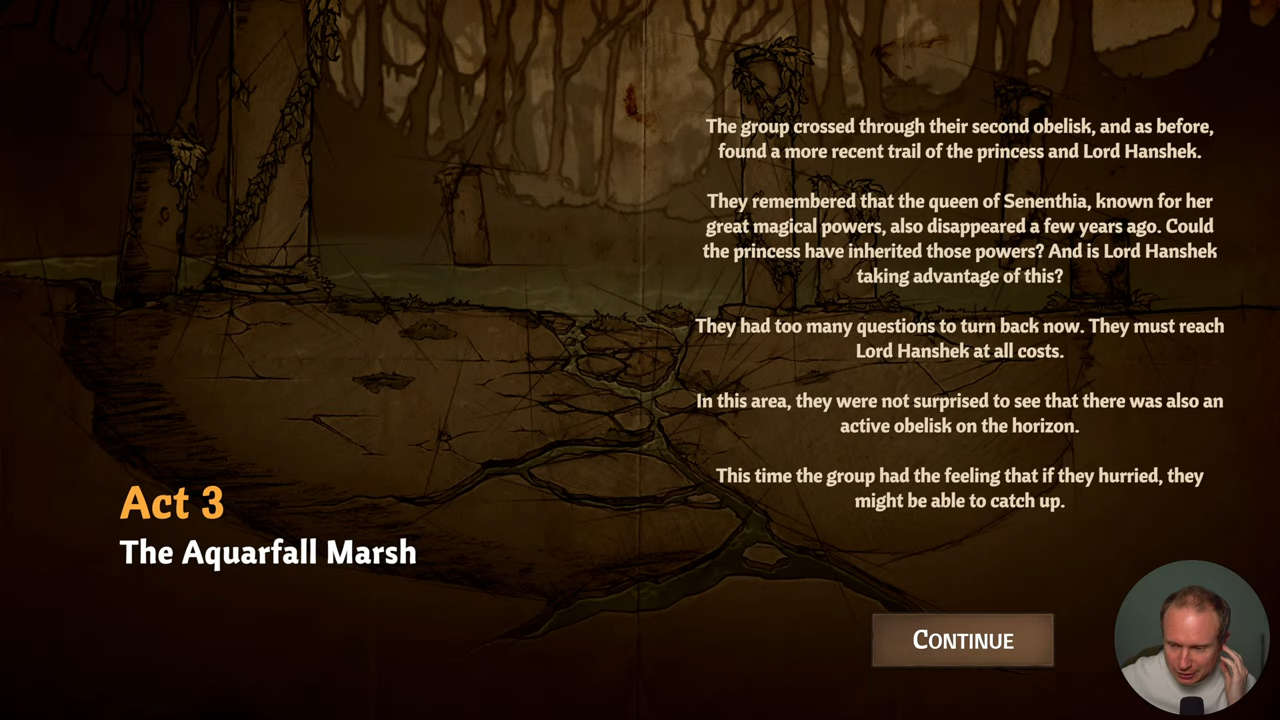 The group crossed through their second obelisk, and as before,
found a more recent trail of the princess and Lord Hanshek.
They remembered that the queen of Senenthia, known for her
great magical powers, also disappeared a few years ago. Could
the princess have inherited those powers? And is Lord Hanshek
taking advantage of this?
They had too many questions to turn back now. They must reach
Lord Hanshek at all costs.
In this area, they were not surprised to see that there was also an
active obelisk on the horizon.
This time the group had the feeling that if they hurried, they
might be able to catch up.
Act 3
The Aquarfall Marsh
Continue